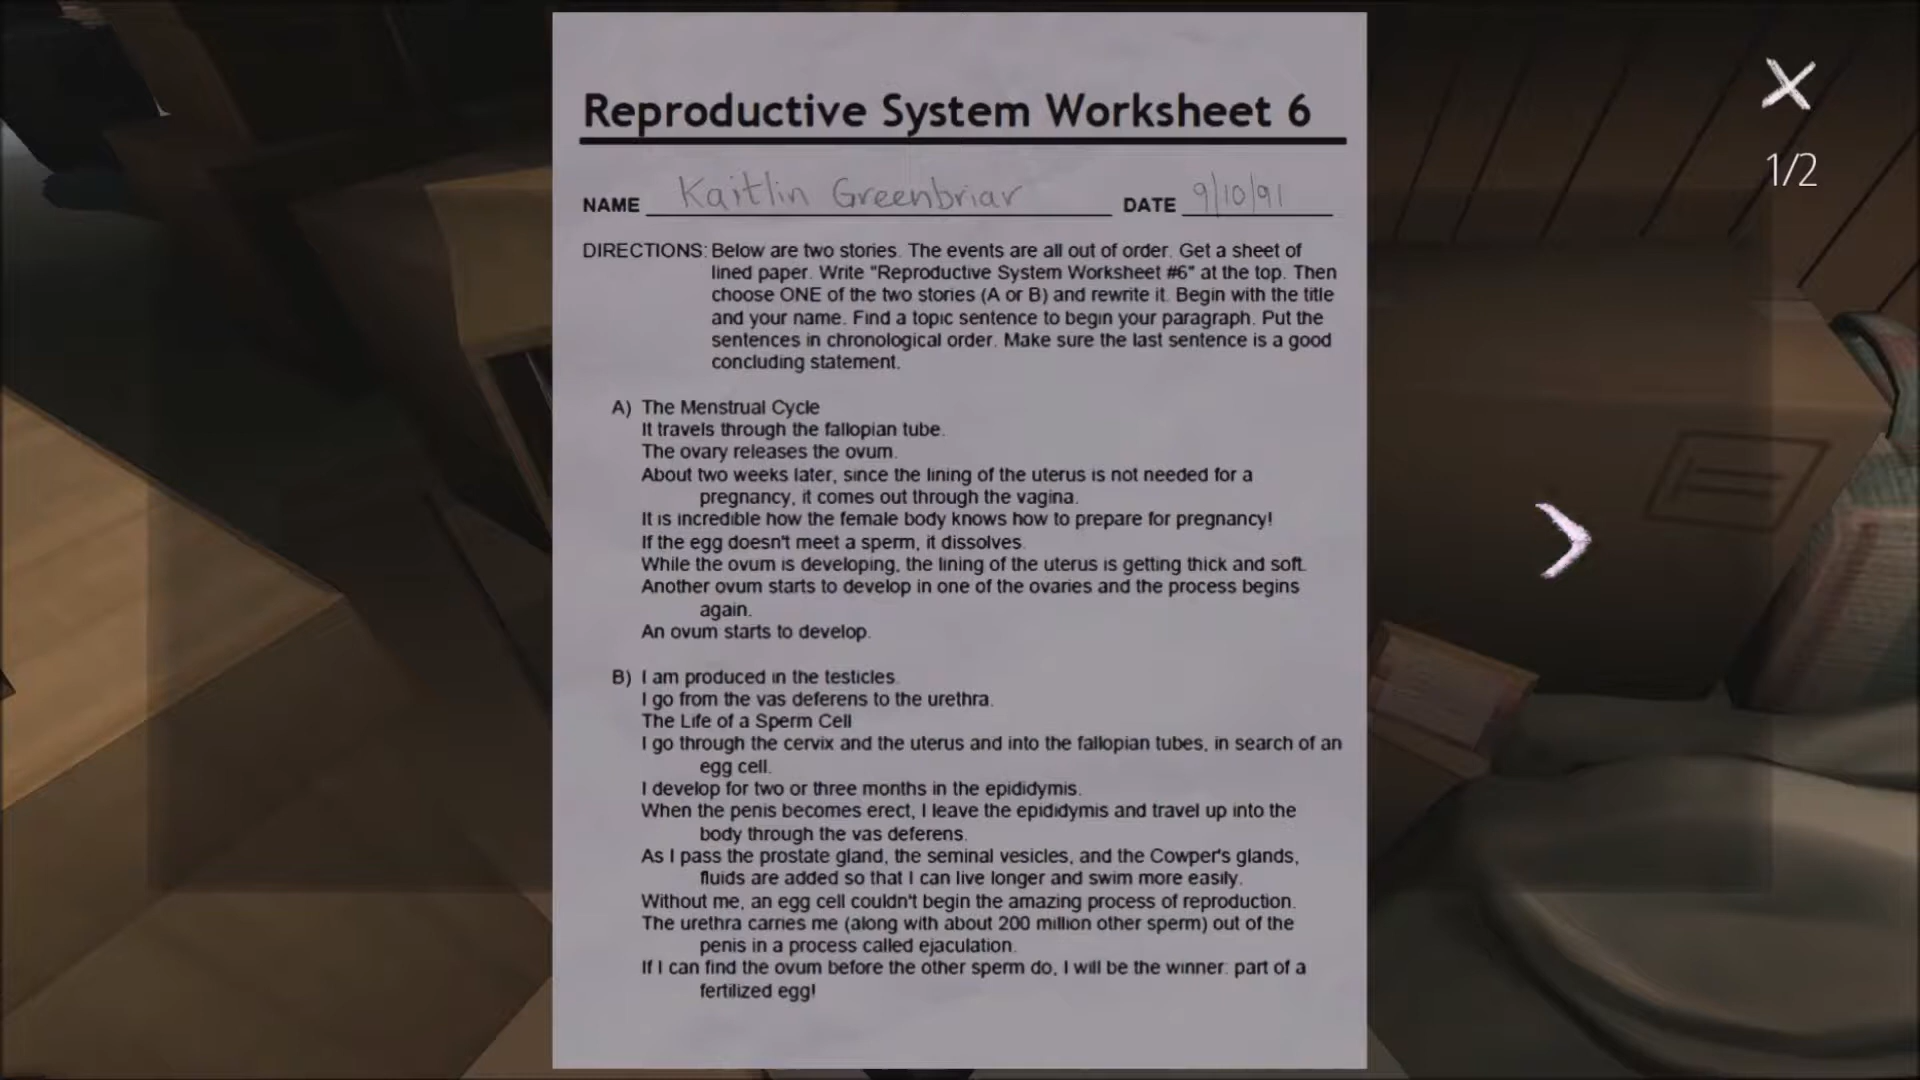 Reproductive System Worksheet 6
NAME Kaitlin Greenbriar DATE 9/10/91
DIRECTIONS: Below are two stories. The events are all out of order. Get a sheet of
lined paper. Write "Reproductive System Worksheet #6" at the top. Then
choose ONE of the two stories (A or B) and rewrite it. Begin with the title
and your name. Find a topic sentence to begin your paragraph. Put the
sentences in chronological order. Make sure the last sentence is a good
concluding statement.
A) The Menstrual Cycle
It travels through the fallopian tube.
The ovary releases the ovum.
About two weeks later, since the lining of the uterus is not needed for a
pregnancy, it comes out through the vagina.
It is incredible how the female body knows how to prepare for pregnancy!
If the egg doesn't meet a sperm, it dissolves.
While the ovum is developing, the lining of the uterus is getting thick and soft.
Another ovum starts to develop in one of the ovaries and the process begins
again.
An ovum starts to develop.
B) I am produced in the testicles.
I go from the vas deferens to the urethra.
The Life of a Sperm Cell
I go through the cervix and the uterus and into the fallopian tubes, in search of an
egg cell.
I develop for two or three months in the epididymis.
When the penis becomes erect, I leave the epididymis and travel up into the
body through the vas deferens.
As I pass the prostate gland, the seminal vesicles, and the Cowper's glands,
fluids are added so that I can live longer and swim more easily.
Without me, an egg cell couldn't begin the amazing process of reproduction.
The urethra carries me (along with about 200 million other sperm) out of the
penis in a process called ejaculation.
If I can find the ovum before the other sperm do, I will be the winner: part of a
fertilized egg!
1/2